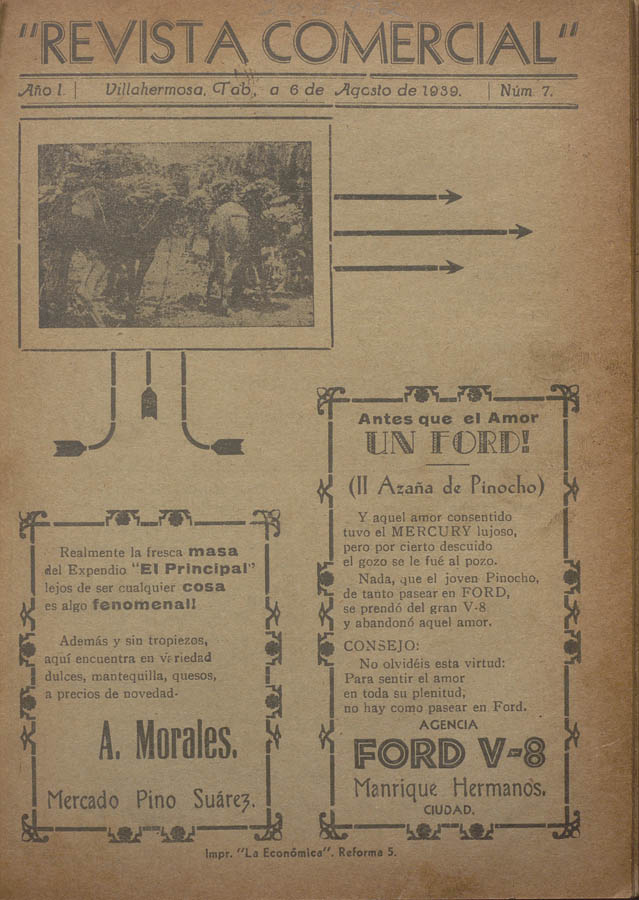 "REVISTA COMERCIAL"
Año I. | Villahermosa, Tab, a 6 de Agosto de 1939. | Núm 7.
Realmente la fresca masa
del Expendio "El Principal"
lejos de ser cualquier cosa
es algo fenomenal!
Además y sin tropiezos,
aquí encuentra en variedad
dulces, mantequilla, quesos,
a precios de novedad-
A. Morales.
Mercado Pino Suárez.
Antes que el Amor
UN FORD!
(II Azaña de Pinocho)
Y aquel amor consentido
tuvo el MERCURY lujoso,
pero por cierto descuido
el gozo se le fué al pozo.
Nada, que el joven Pinocho,
de tanto pasear en FORD,
se prendó del gran V-8
y abandonó aquel amor.
CONSEJO:
No olvidéis esta virtud:
Para sentir el amor
en toda su plenitud,
no hay como pasear en Ford.
AGENCIA
FORD V-8
Manrique Hermanos.
CIUDAD.
Impr. "La Económica". Reforma 5.